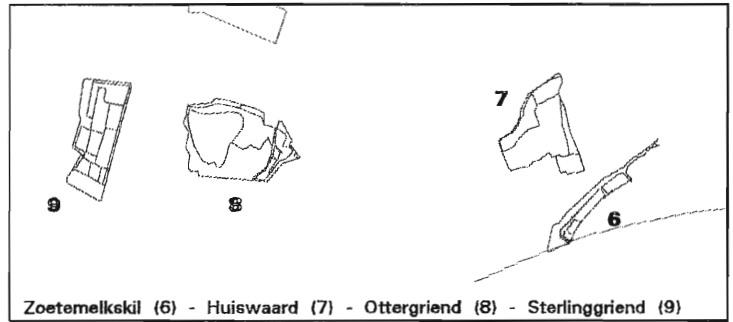 7
9
8
6
Zoetemelkskil (6) - Huiswaard (7) - Ottergriend (8) - Sterlinggriend (9)